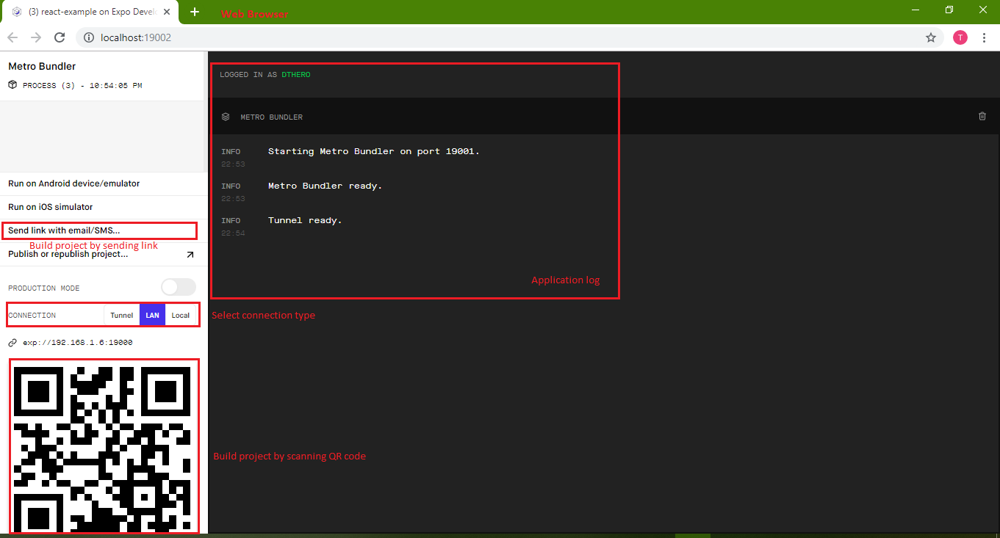 (3) react-example on Expo Devel
Web Browser
localhost:19002
T
Metro Bundler
PROCESS (3) - 10:54:05 PM
Run on Android device/emulator
Run on iOS simulator
Send link with email/SMS...
Build project by sending link
Publish or republish project...
PRODUCTION MODE
CONNECTION Tunnel LAN Local
exp://192.168.1.6:19000
LOGGED IN AS DTHERO
METRO BUNDLER
INFO Starting Metro Bundler on port 19001.
22:53
INFO Metro Bundler ready.
22:53
INFO Tunnel ready.
22:54
Application log
Select connection type
Build project by scanning QR code